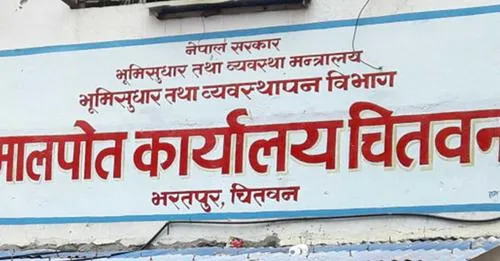 नेपाल सरकार
भूमिसुधार तथा व्यवस्था मन्त्रालय
भूमिसुधार तथा व्यवस्थापन विभाग
मालपोत कार्यालय चितवन
भरतपुर, चितवन